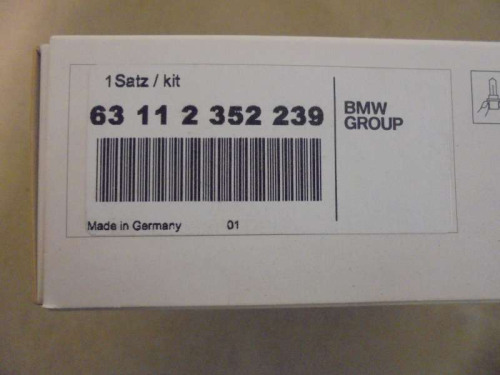 1 Satz / kit
63 11 2 352 239
BMW
GROUP
Made in Germany 01